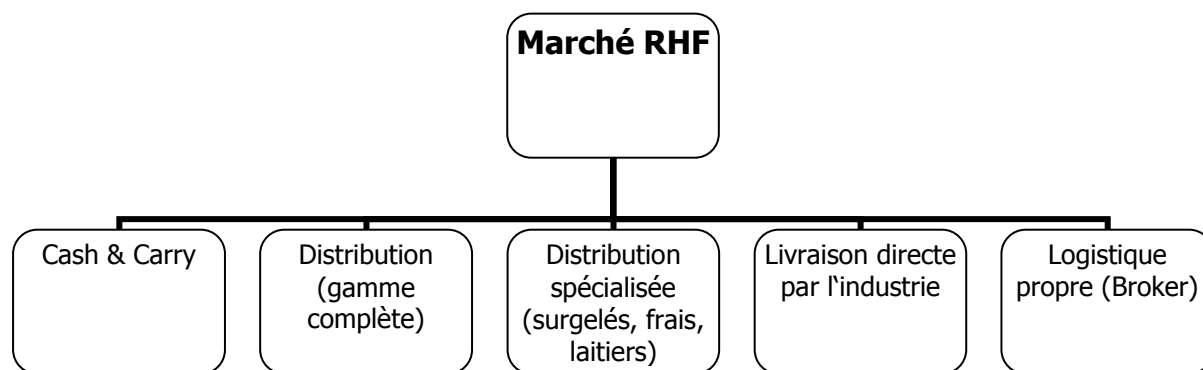 Marché RHF
Cash & Carry
Distribution
(gamme
complète)
Distribution
spécialisée
(surgelés, frais,
laitiers)
Livraison directe
par l‘industrie
Logistique
propre (Broker)